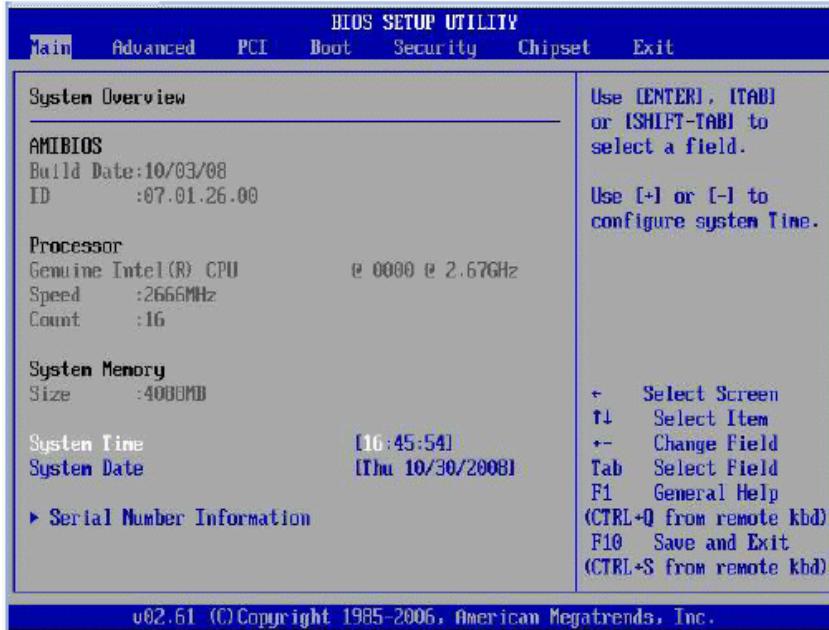 BIOS SETUP UTILITY
Main Advanced PCI Boot Security Chipset Exit
System Overview
AMIBIOS
Build Date:10/03/08
ID :07.01.26.00
Processor
Genuine Intel(R) CPU @ 0000 @ 2.67GHz
Speed :2666MHz
Count :16
System Memory
Size :4088MB
System Time [16:45:54]
System Date [Thu 10/30/2008]
▶ Serial Number Information
Use [ENTER], [TAB]
or [SHIFT-TAB] to
select a field.
Use [+] or [-] to
configure system Time.
← Select Screen
↑↓ Select Item
+- Change Field
Tab Select Field
F1 General Help
(CTRL+Q from remote kbd)
F10 Save and Exit
(CTRL+S from remote kbd)
v02.61 (C)Copyright 1985-2006, American Megatrends, Inc.